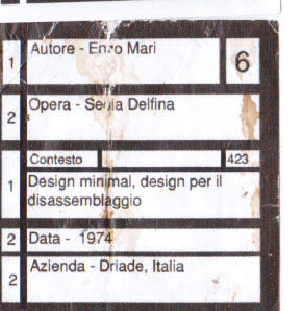 1 Autore - Enzo Mari 6
2 Opera - Sedia Delfina
Contesto 423
1 Design minimal, design per il
disassemblaggio
2 Data - 1974
2 Azienda - Driade, Italia